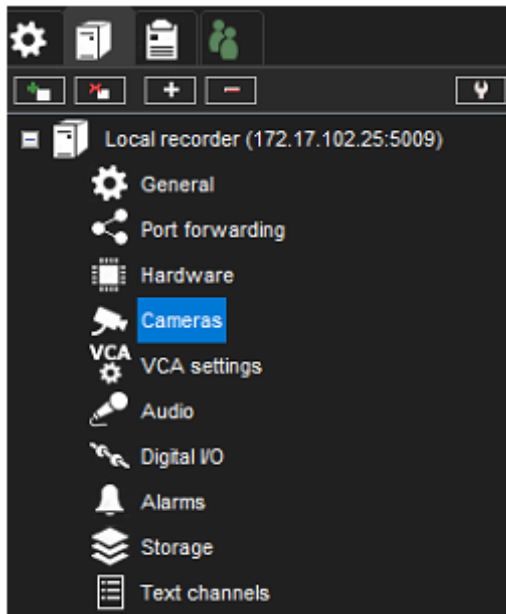 Local recorder (172.17.102.25:5009)
General
Port forwarding
Hardware
Cameras
VCA
VCA settings
Audio
Digital I/O
Alarms
Storage
Text channels